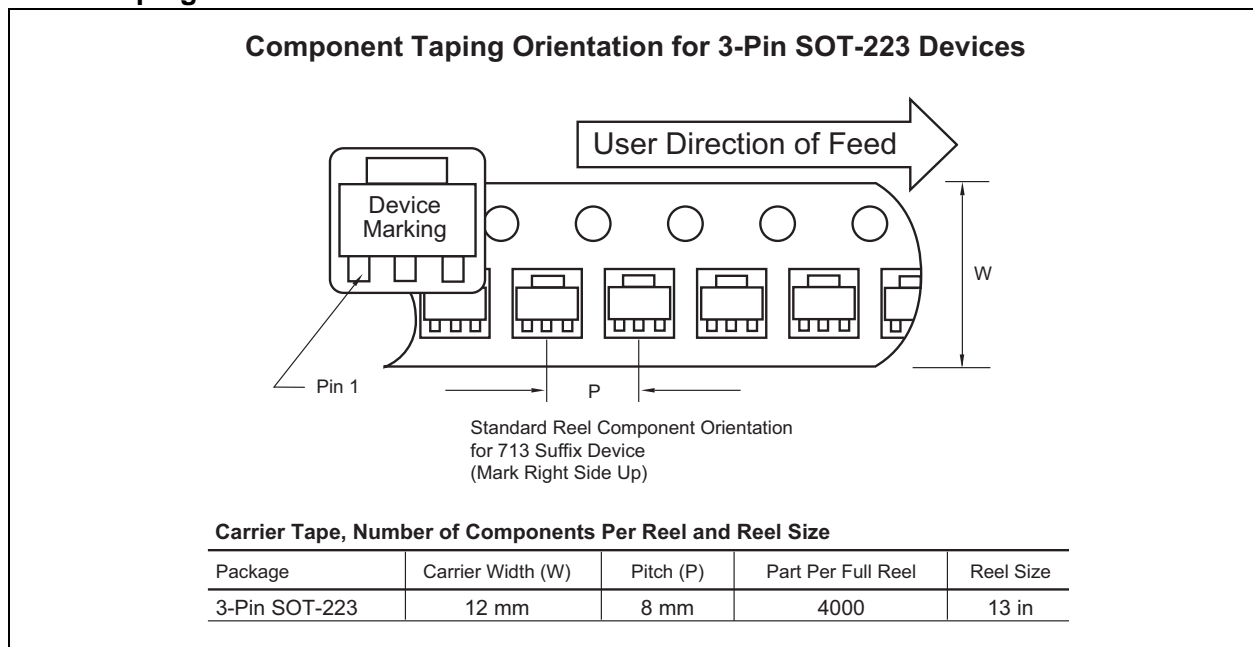 Component Taping Orientation for 3-Pin SOT-223 Devices
User Direction of Feed
Device
Marking
W
Pin 1
P
Standard Reel Component Orientation
for 713 Suffix Device
(Mark Right Side Up)
Carrier Tape, Number of Components Per Reel and Reel Size
Package Carrier Width (W) Pitch (P) Part Per Full Reel Reel Size
3-Pin SOT-223 12 mm 8 mm 4000 13 in